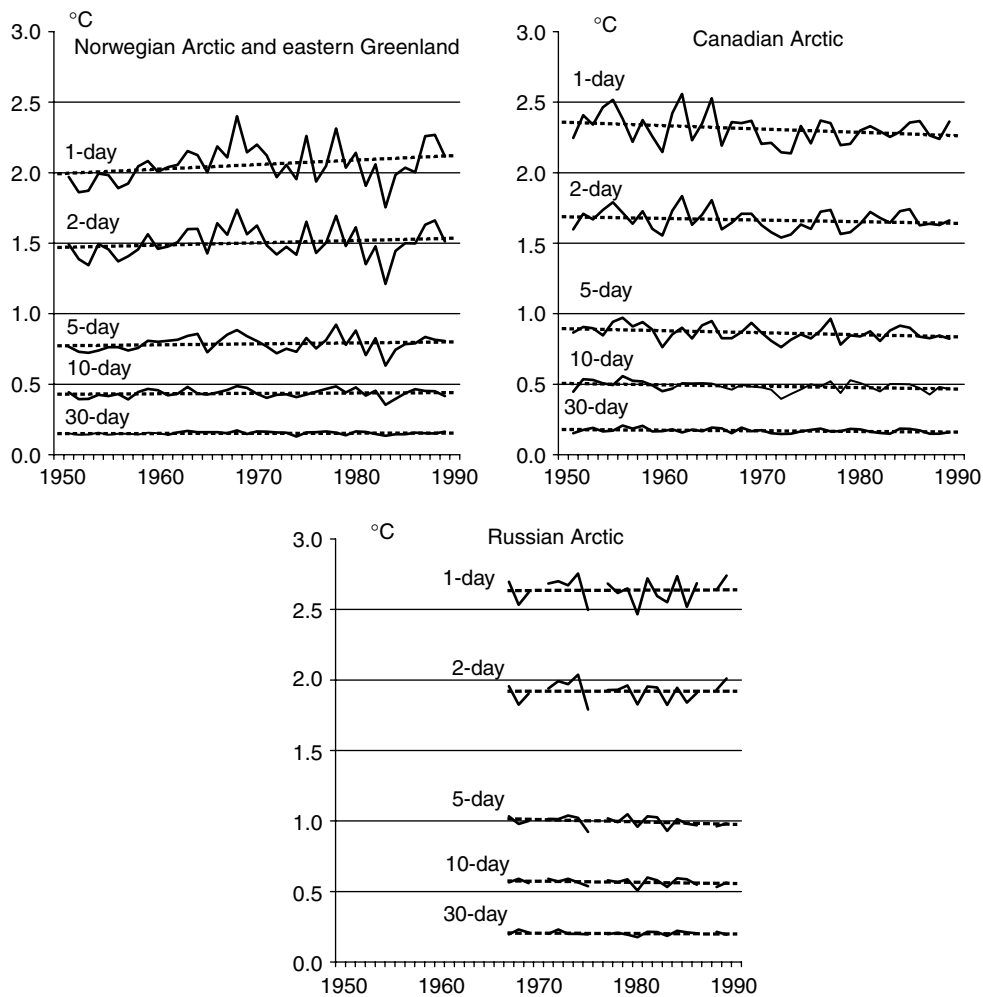 °C
Norwegian Arctic and eastern Greenland
3.0
2.5
1-day
2.0
2-day
1.5
1.0
5-day
10-day
0.5
30-day
0.0
1950 1960 1970 1980 1990
°C
Canadian Arctic
3.0
1-day
2.5
2.0
2-day
1.5
5-day
1.0
10-day
0.5
30-day
0.0
1950 1960 1970 1980 1990
°C
Russian Arctic
3.0
1-day
2.5
2-day
2.0
1.5
5-day
1.0
10-day
0.5
30-day
0.0
1950 1960 1970 1980 1990